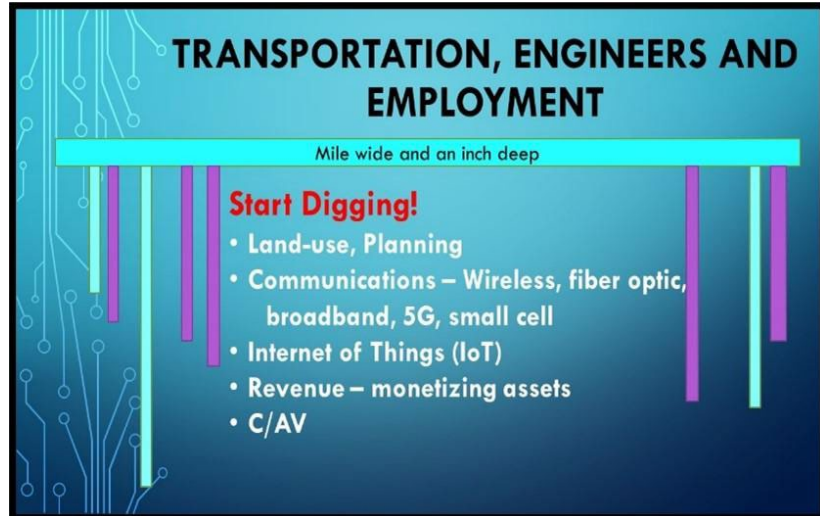 TRANSPORTATION, ENGINEERS AND
EMPLOYMENT
Mile wide and an inch deep
Start Digging!
• Land-use, Planning
• Communications – Wireless, fiber optic,
broadband, 5G, small cell
• Internet of Things (IoT)
• Revenue – monetizing assets
• C/AV